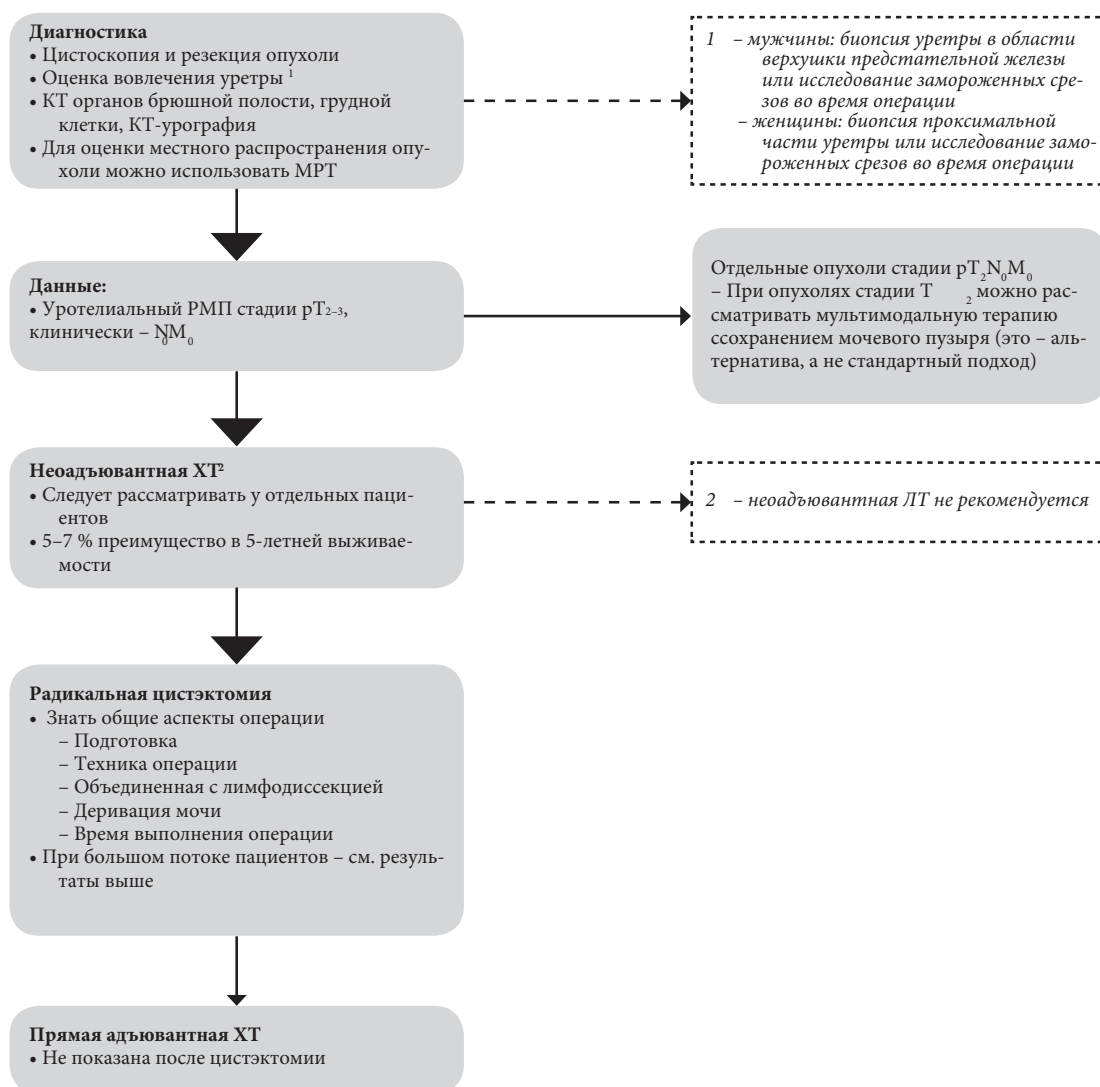 Диагностика
• Цистоскопия и резекция опухоли
• Оценка вовлечения уретры 1
• КТ органов брюшной полости, грудной
клетки, КТ-урография
• Для оценки местного распространения опу-
холи можно использовать МРТ
1 – мужчины: биопсия уретры в области
верхушки предстательной железы
или исследование замороженных сре-
зов во время операции
– женщины: биопсия проксимальной
части уретры или исследование замо-
роженных срезов во время операции
Данные:
• Уротелиальный РМП стадии pT2–3,
клинически – N0M0
Отдельные опухоли стадии pT2N0M0
– При опухолях стадии T 2 можно рас-
сматривать мультимодальную терапию
ссохранением мочевого пузыря (это – аль-
тернатива, а не стандартный подход)
Неоадъювантная ХТ2
• Следует рассматривать у отдельных паци-
ентов
• 5–7 % преимущество в 5-летней выживае-
мости
2 – неоадъювантная ЛТ не рекомендуется
Радикальная цистэктомия
• Знать общие аспекты операции
– Подготовка
– Техника операции
– Объединенная с лимфодиссекцией
– Деривация мочи
– Время выполнения операции
• При большом потоке пациентов – см. резуль-
таты выше
Прямая адъювантная ХТ
• Не показана после цистэктомии